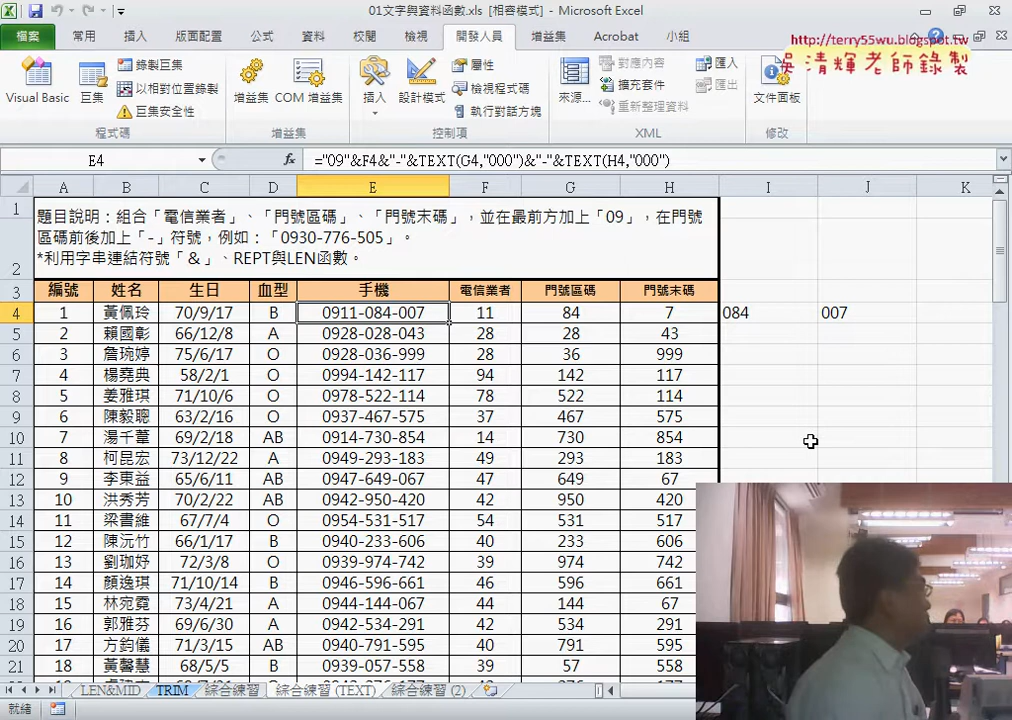 01文字與資料函數.xls [相容模式] - Microsoft Excel
檔案 常用 插入 版面配置 公式 資料 校閱 檢視 開發人員 增益集 Acrobat 小組
http://terry55wu.blogspot.tw
吳清輝老師錄製
Visual Basic 巨集 錄製巨集 以相對位置錄製 巨集安全性
增益集 COM 增益集
插入 設計模式 屬性 檢視程式碼 執行對話方塊
來源... 對應內容 擴充套件 重新整理資料 匯入 匯出
文件面板
程式碼 增益集 控制項 XML 修改
E4 fx ="09"&F4&"-"&TEXT(G4,"000")&"-"&TEXT(H4,"000")
A B C D E F G H I J K
1 題目說明：組合「電信業者」、「門號區碼」、「門號末碼」，並在最前方加上「09」，在門號
區碼前後加上「-」符號，例如：「0930-776-505」。
2 *利用字串連結符號「&」、REPT與LEN函數。
3 編號 姓名 生日 血型 手機 電信業者 門號區碼 門號末碼
4 1 黃佩玲 70/9/17 B 0911-084-007 11 84 7 084 007
5 2 賴國彰 66/12/8 A 0928-028-043 28 28 43
6 3 詹琬婷 75/6/17 O 0928-036-999 28 36 999
7 4 楊堯典 58/2/1 O 0994-142-117 94 142 117
8 5 姜雅琪 71/10/6 O 0978-522-114 78 522 114
9 6 陳毅聰 63/2/16 O 0937-467-575 37 467 575
10 7 湯千葦 69/2/18 AB 0914-730-854 14 730 854
11 8 柯昆宏 73/12/22 A 0949-293-183 49 293 183
12 9 李東益 65/6/11 AB 0947-649-067 47 649 67
13 10 洪秀芳 70/2/22 AB 0942-950-420 42 950 420
14 11 梁書維 67/7/4 O 0954-531-517 54 531 517
15 12 陳沅竹 66/1/17 B 0940-233-606 40 233 606
16 13 劉珈妤 72/3/8 O 0939-974-742 39 974 742
17 14 顏逸琪 71/10/14 B 0946-596-661 46 596 661
18 15 林宛霓 73/4/21 A 0944-144-067 44 144 67
19 16 郭雅芬 69/6/30 A 0942-534-291 42 534 291
20 17 方鈞儀 71/3/15 AB 0940-791-595 40 791 595
21 18 黃馨慧 68/5/5 B 0939-057-558 39 57 558
LEN&MID TRIM 綜合練習 綜合練習 (TEXT) 綜合練習 (2)
就緒